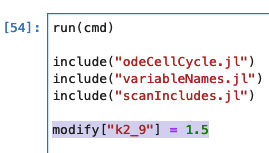 [54]: run(cmd)
include("odeCellCycle.jl")
include("variableNames.jl")
include("scanIncludes.jl")
modify["k2_9"] = 1.5